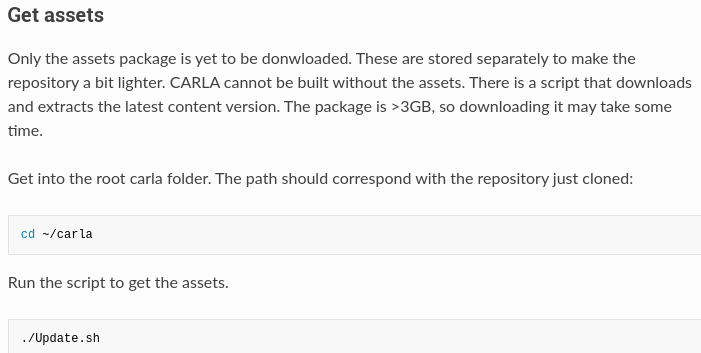 Get assets
Only the assets package is yet to be donwloaded. These are stored separately to make the
repository a bit lighter. CARLA cannot be built without the assets. There is a script that downloads
and extracts the latest content version. The package is >3GB, so downloading it may take some
time.
Get into the root carla folder. The path should correspond with the repository just cloned:
cd ~/carla
Run the script to get the assets.
./Update.sh